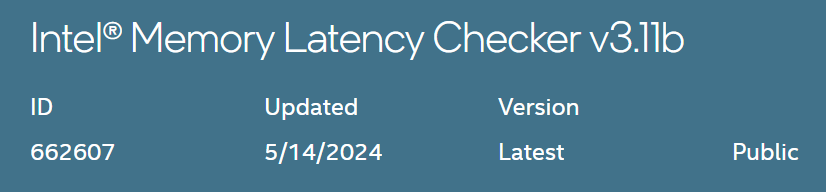 Intel® Memory Latency Checker v3.11b
ID Updated Version
662607 5/14/2024 Latest Public